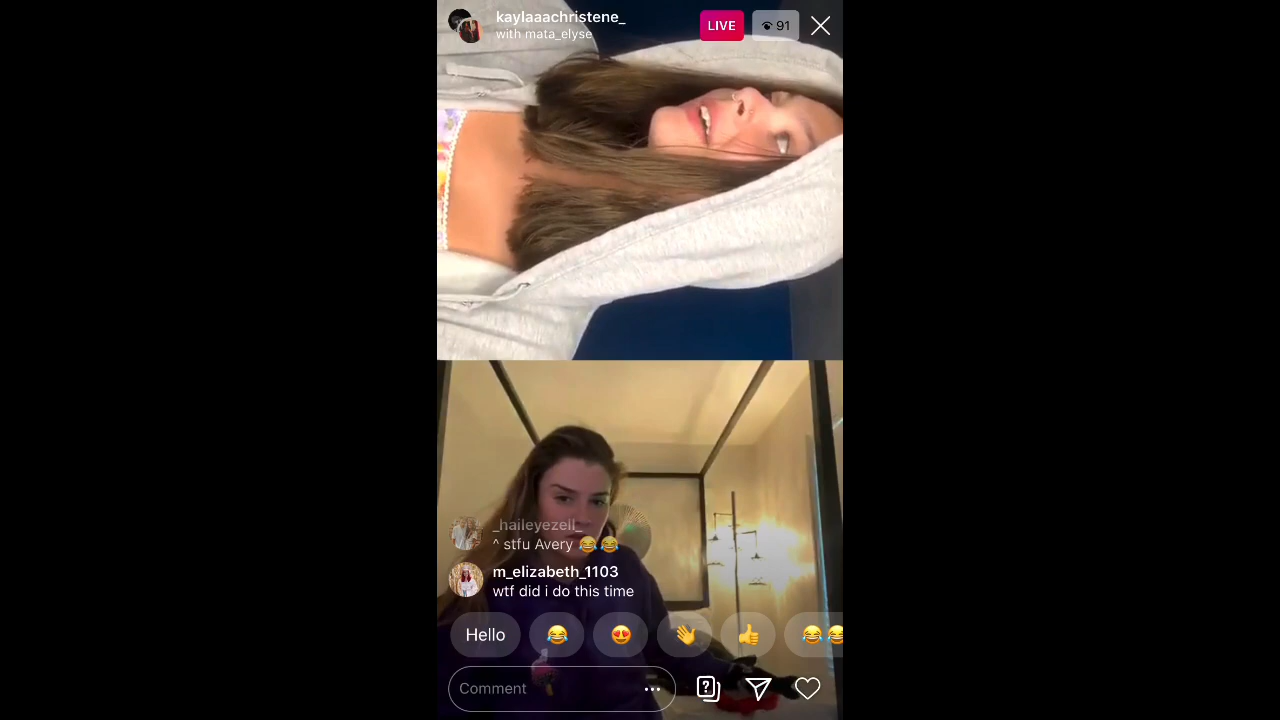 kaylaaachristene_
with mata_elyse
LIVE
91
_haileyezell_
^ stfu Avery 😂😂
m_elizabeth_1103
wtf did i do this time
Hello
😂 😍 👋 👍 😂😂
Comment